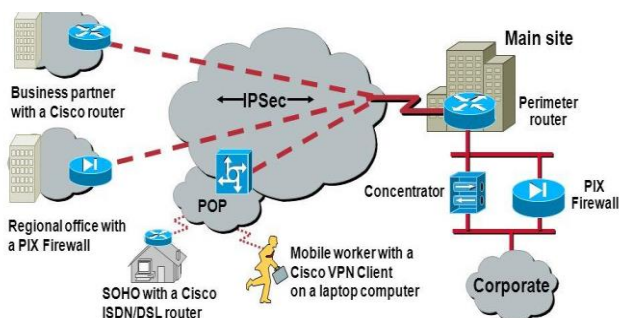 Business partner
with a Cisco router
Regional office with
a PIX Firewall
IPSec
POP
SOHO with a Cisco
ISDN/DSL router
Mobile worker with a
Cisco VPN Client
on a laptop computer
Main site
Perimeter
router
Concentrator
PIX
Firewall
Corporate